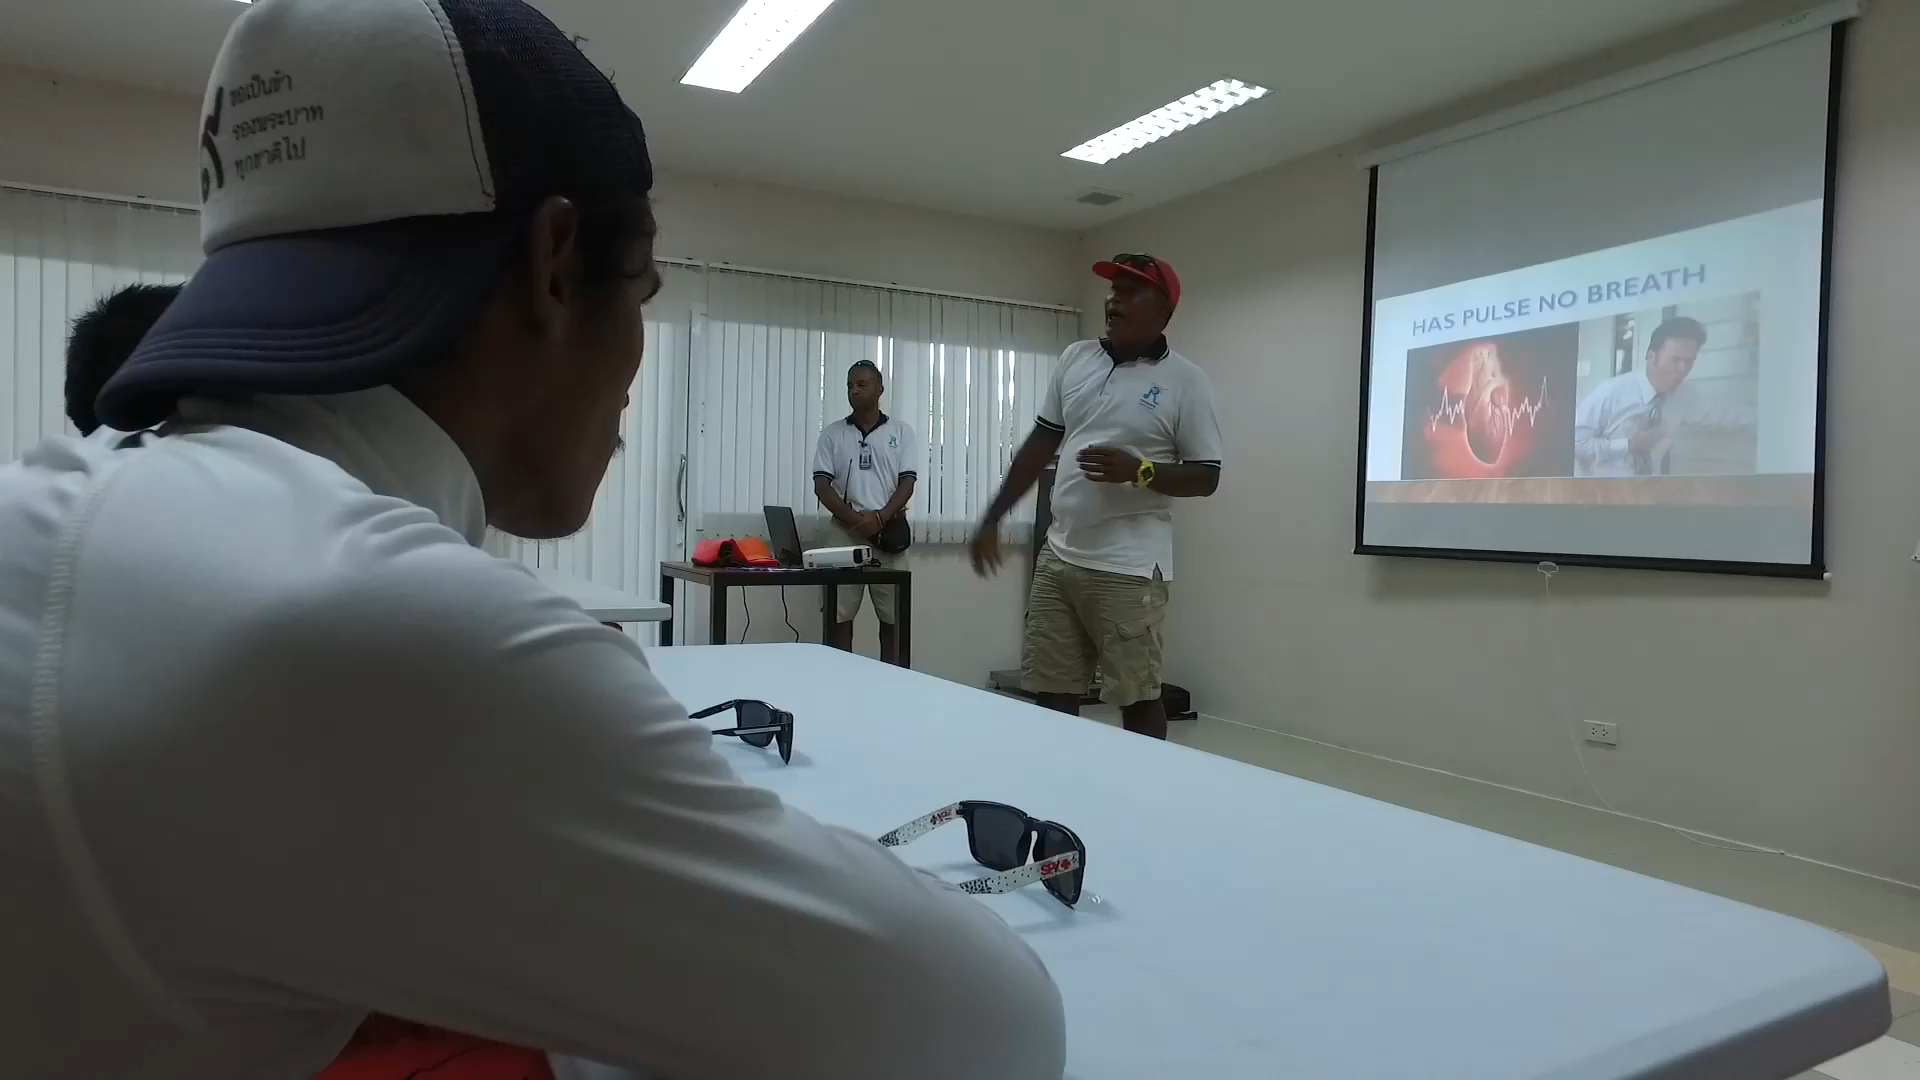 ขอเป็นข้า
รองพระบาท
ทุกชาติไป
HAS PULSE NO BREATH
SPY+